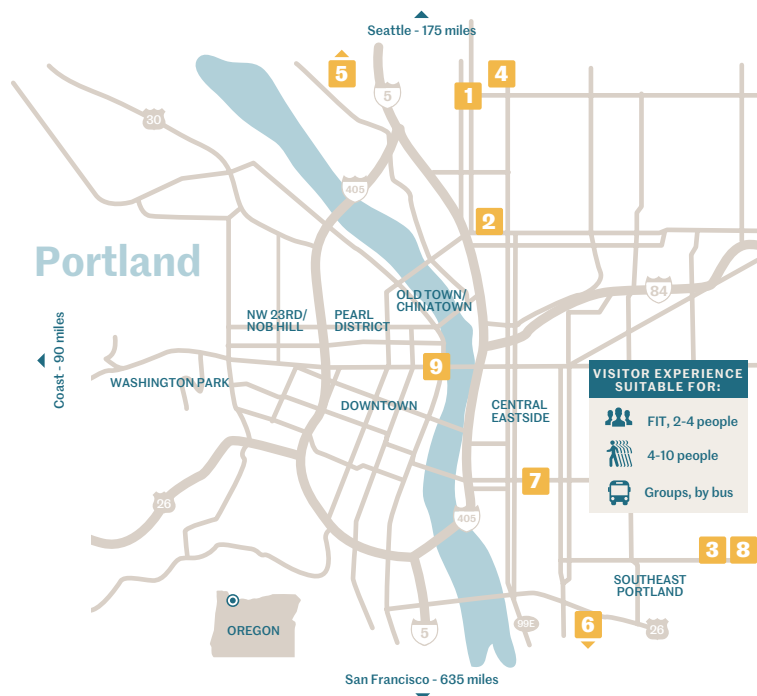 Seattle - 175 miles
5
4
5
1
30
405
2
Portland
84
OLD TOWN/
CHINATOWN
NW 23RD/
NOB HILL
PEARL
DISTRICT
Coast - 90 miles
9
WASHINGTON PARK
DOWNTOWN
CENTRAL
EASTSIDE
VISITOR EXPERIENCE
SUITABLE FOR:
FIT, 2-4 people
4-10 people
Groups, by bus
7
26
405
3
8
SOUTHEAST
PORTLAND
OREGON
5
99E
6
26
San Francisco - 635 miles